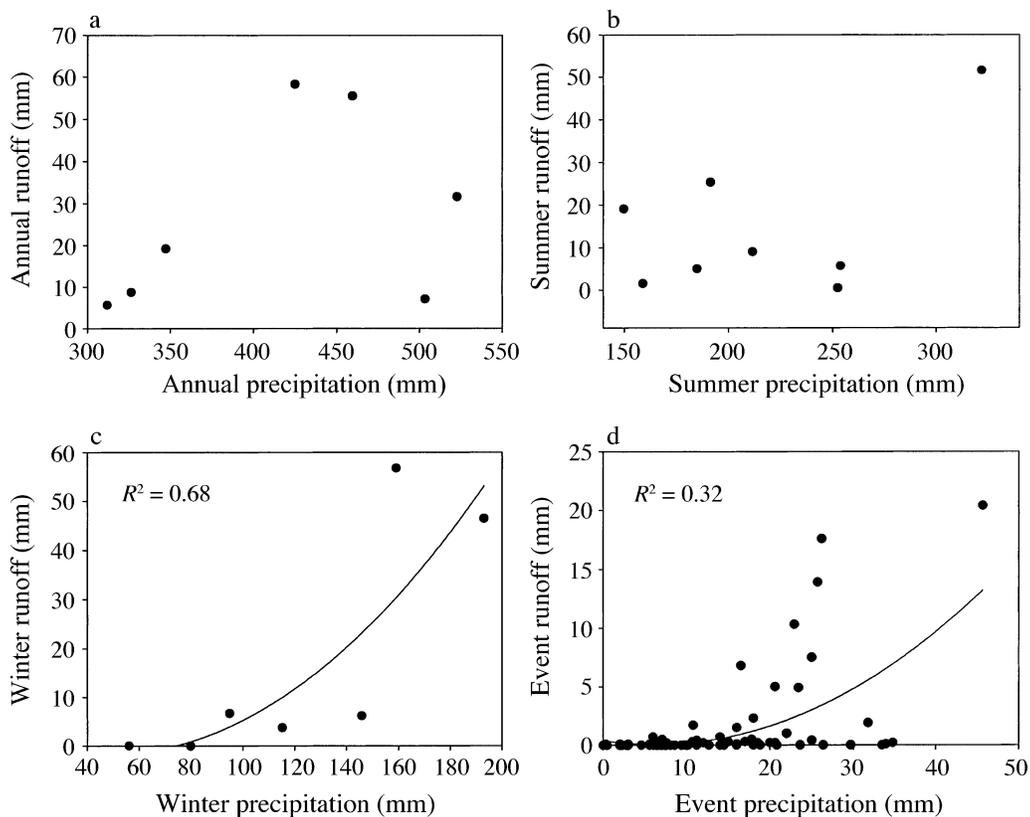 a
70
60
50
40
30
20
10
0
Annual runoff (mm)
300 350 400 450 500 550
Annual precipitation (mm)
b
60
50
40
30
20
10
0
Summer runoff (mm)
150 200 250 300
Summer precipitation (mm)
c
60
50
40
30
20
10
0
Winter runoff (mm)
R² = 0.68
40 60 80 100 120 140 160 180 200
Winter precipitation (mm)
d
25
20
15
10
5
0
Event runoff (mm)
R² = 0.32
0 10 20 30 40 50
Event precipitation (mm)